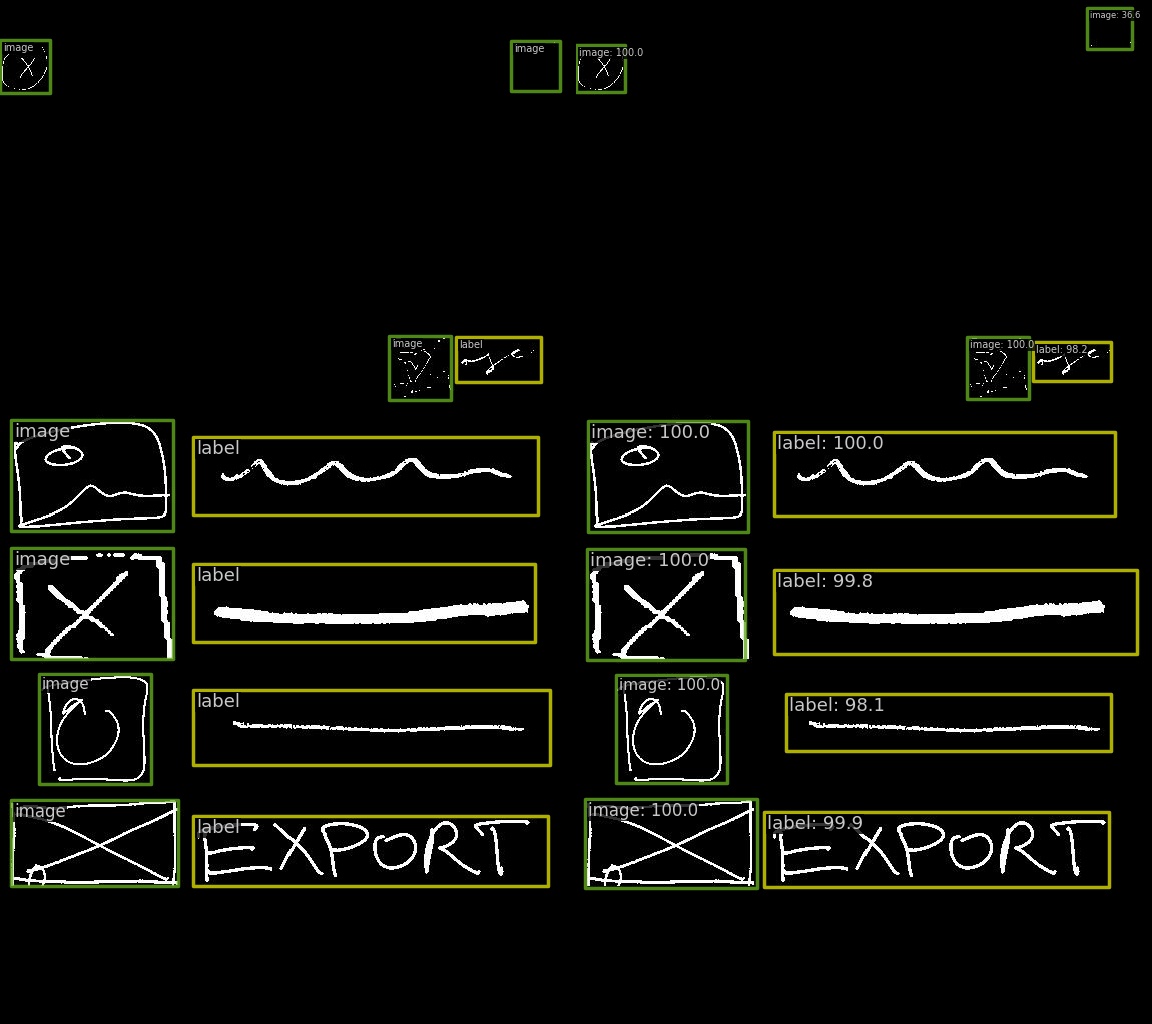 image: 36.6
image image image: 100.0
image label image: 100.0 label: 98.2
image label image: 100.0 label: 100.0
image label image: 100.0 label: 99.8
image label image: 100.0 label: 98.1
image label EXPORT image: 100.0 label: 99.9 EXPORT